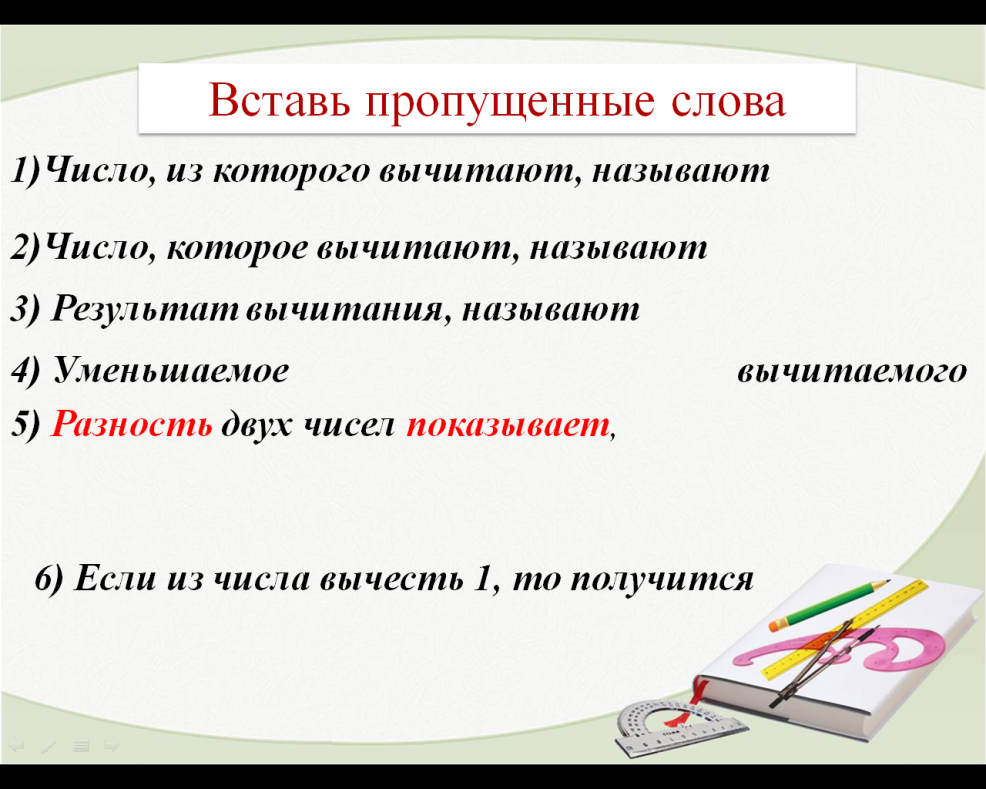 Вставь пропущенные слова
1)Число, из которого вычитают, называют
2)Число, которое вычитают, называют
3) Результат вычитания, называют
4) Уменьшаемое вычитаемого
5) Разность двух чисел показывает,
6) Если из числа вычесть 1, то получится